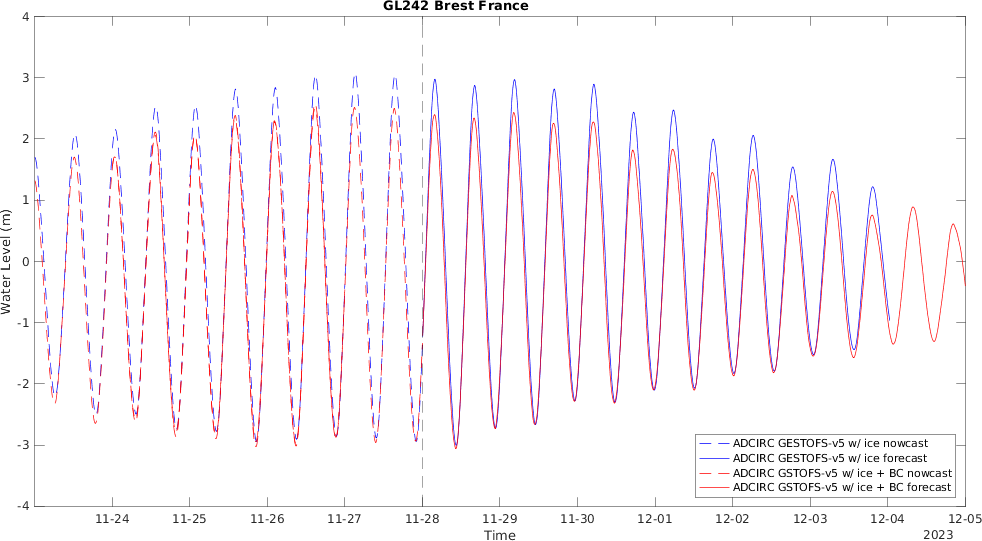 GL242 Brest France
4
3
2
1
0
-1
-2
-3
-4
Water Level (m)
ADCIRC GESTOFS-v5 w/ ice nowcast
ADCIRC GESTOFS-v5 w/ ice forecast
ADCIRC GSTOFS-v5 w/ ice + BC nowcast
ADCIRC GSTOFS-v5 w/ ice + BC forecast
11-24 11-25 11-26 11-27 11-28 11-29 11-30 12-01 12-02 12-03 12-04 12-05
Time
2023